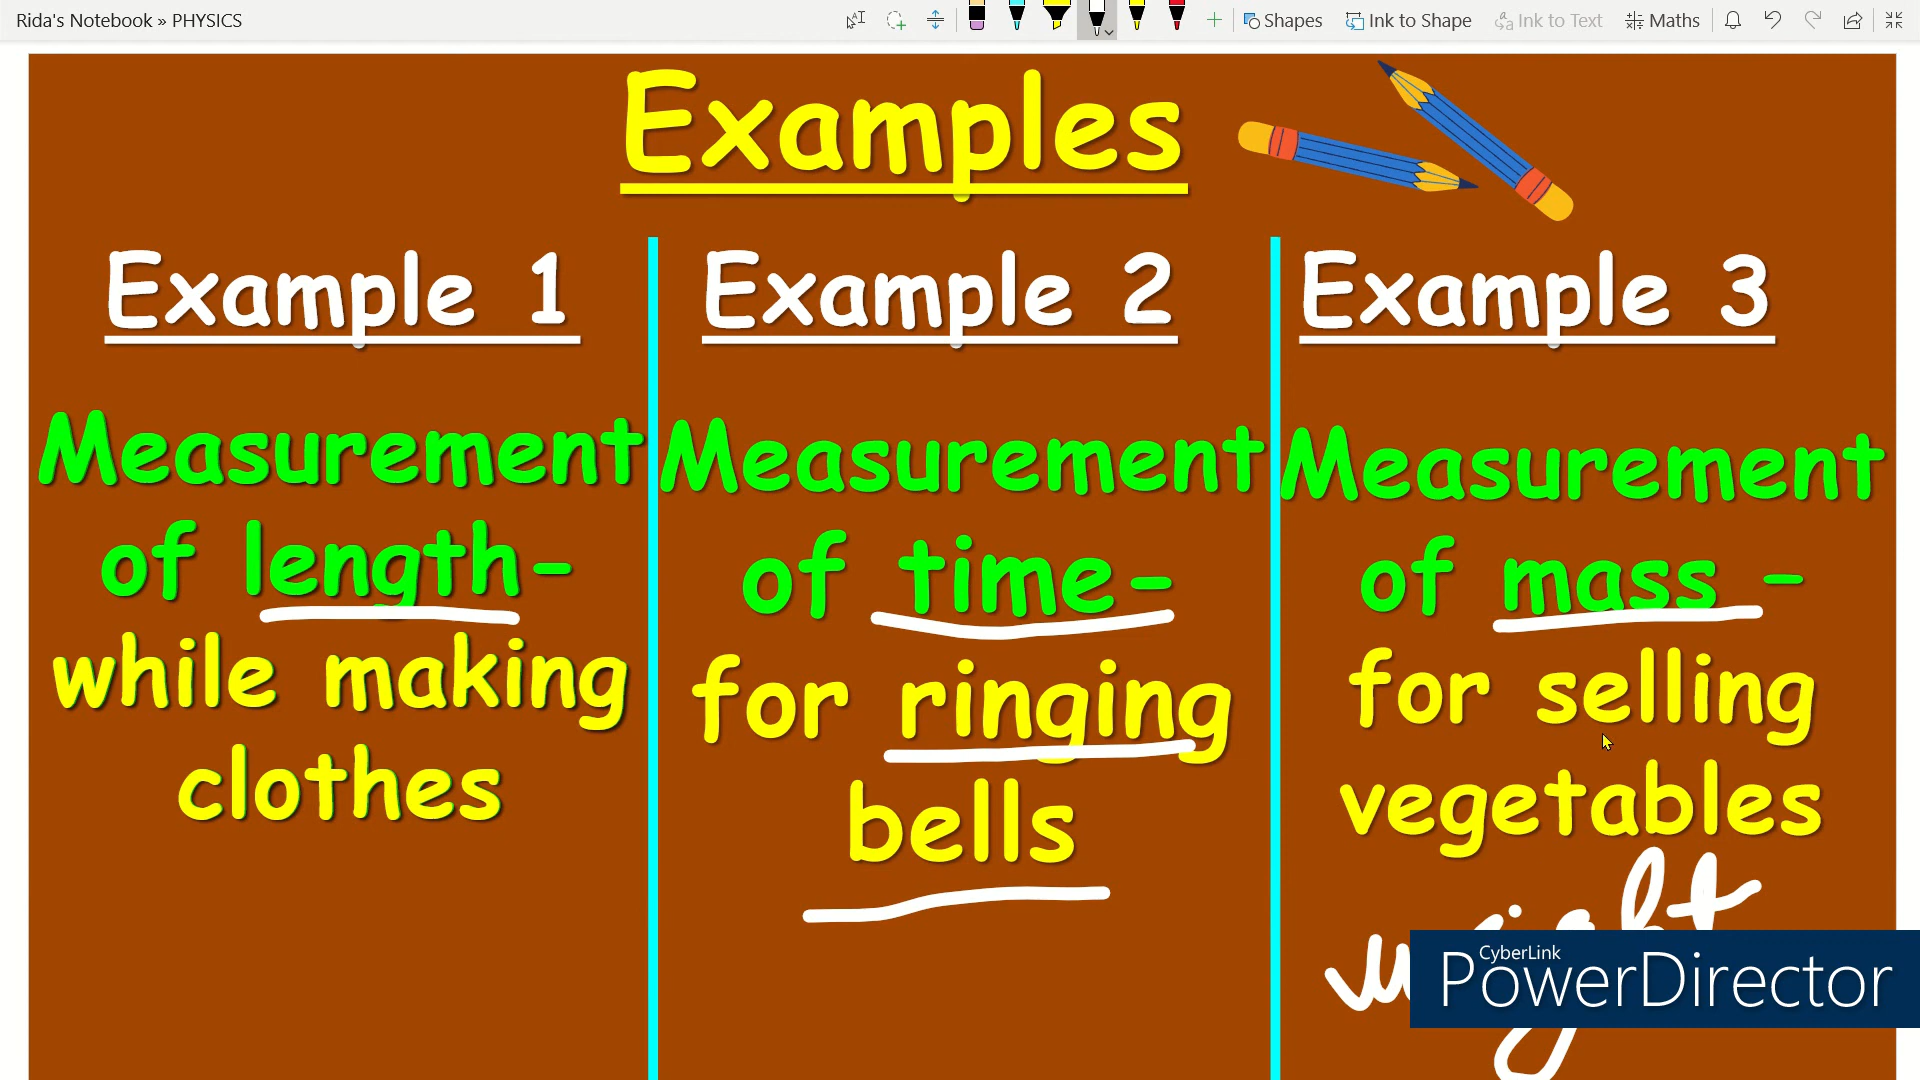 Rida's Notebook » PHYSICS
Shapes
Ink to Shape
Ink to Text
Maths
Examples
Example 1
Measurement
of length-
while making
clothes
Example 2
Measurement
of time-
for ringing
bells
Example 3
Measurement
of mass -
for selling
vegetables
weight
CyberLink
PowerDirector